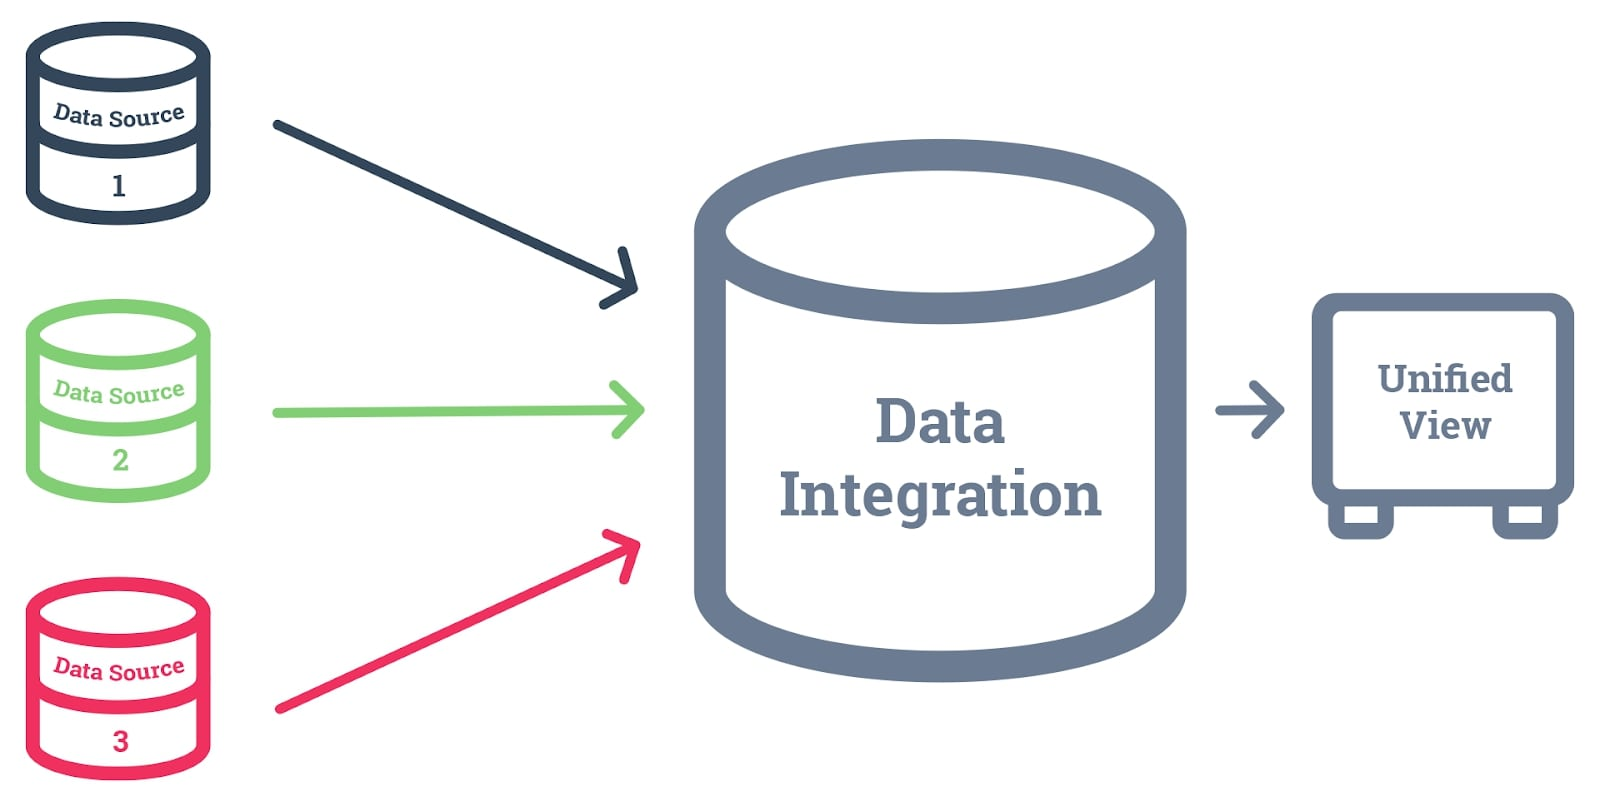 Data Source
1
Data Source
2
Data Source
3
Data
Integration
Unified
View